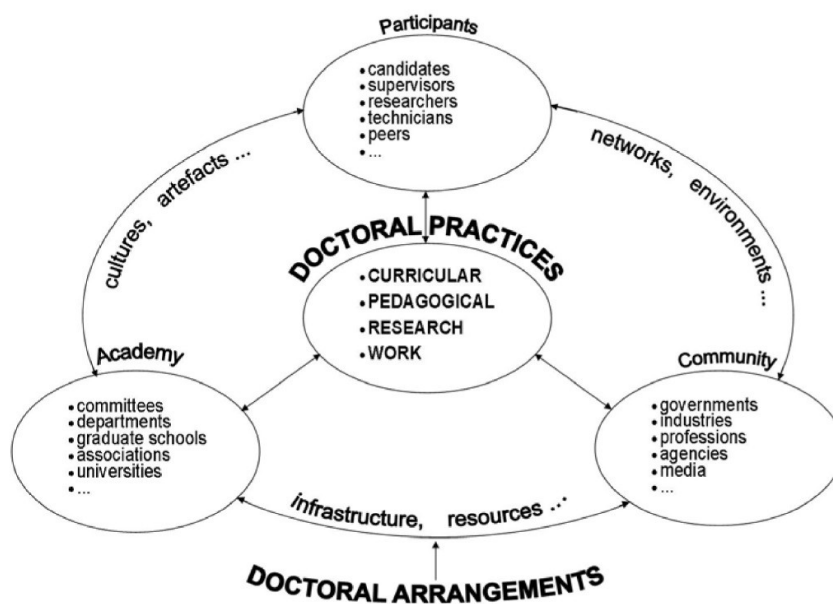 Participants
• candidates
• supervisors
• researchers
• technicians
• peers
• ...
cultures, artefacts ...
networks, environments ...
DOCTORAL PRACTICES
• CURRICULAR
• PEDAGOGICAL
• RESEARCH
• WORK
Academy
• committees
• departments
• graduate schools
• associations
• universities
• ...
Community
• governments
• industries
• professions
• agencies
• media
• ...
infrastructure, resources ...
DOCTORAL ARRANGEMENTS